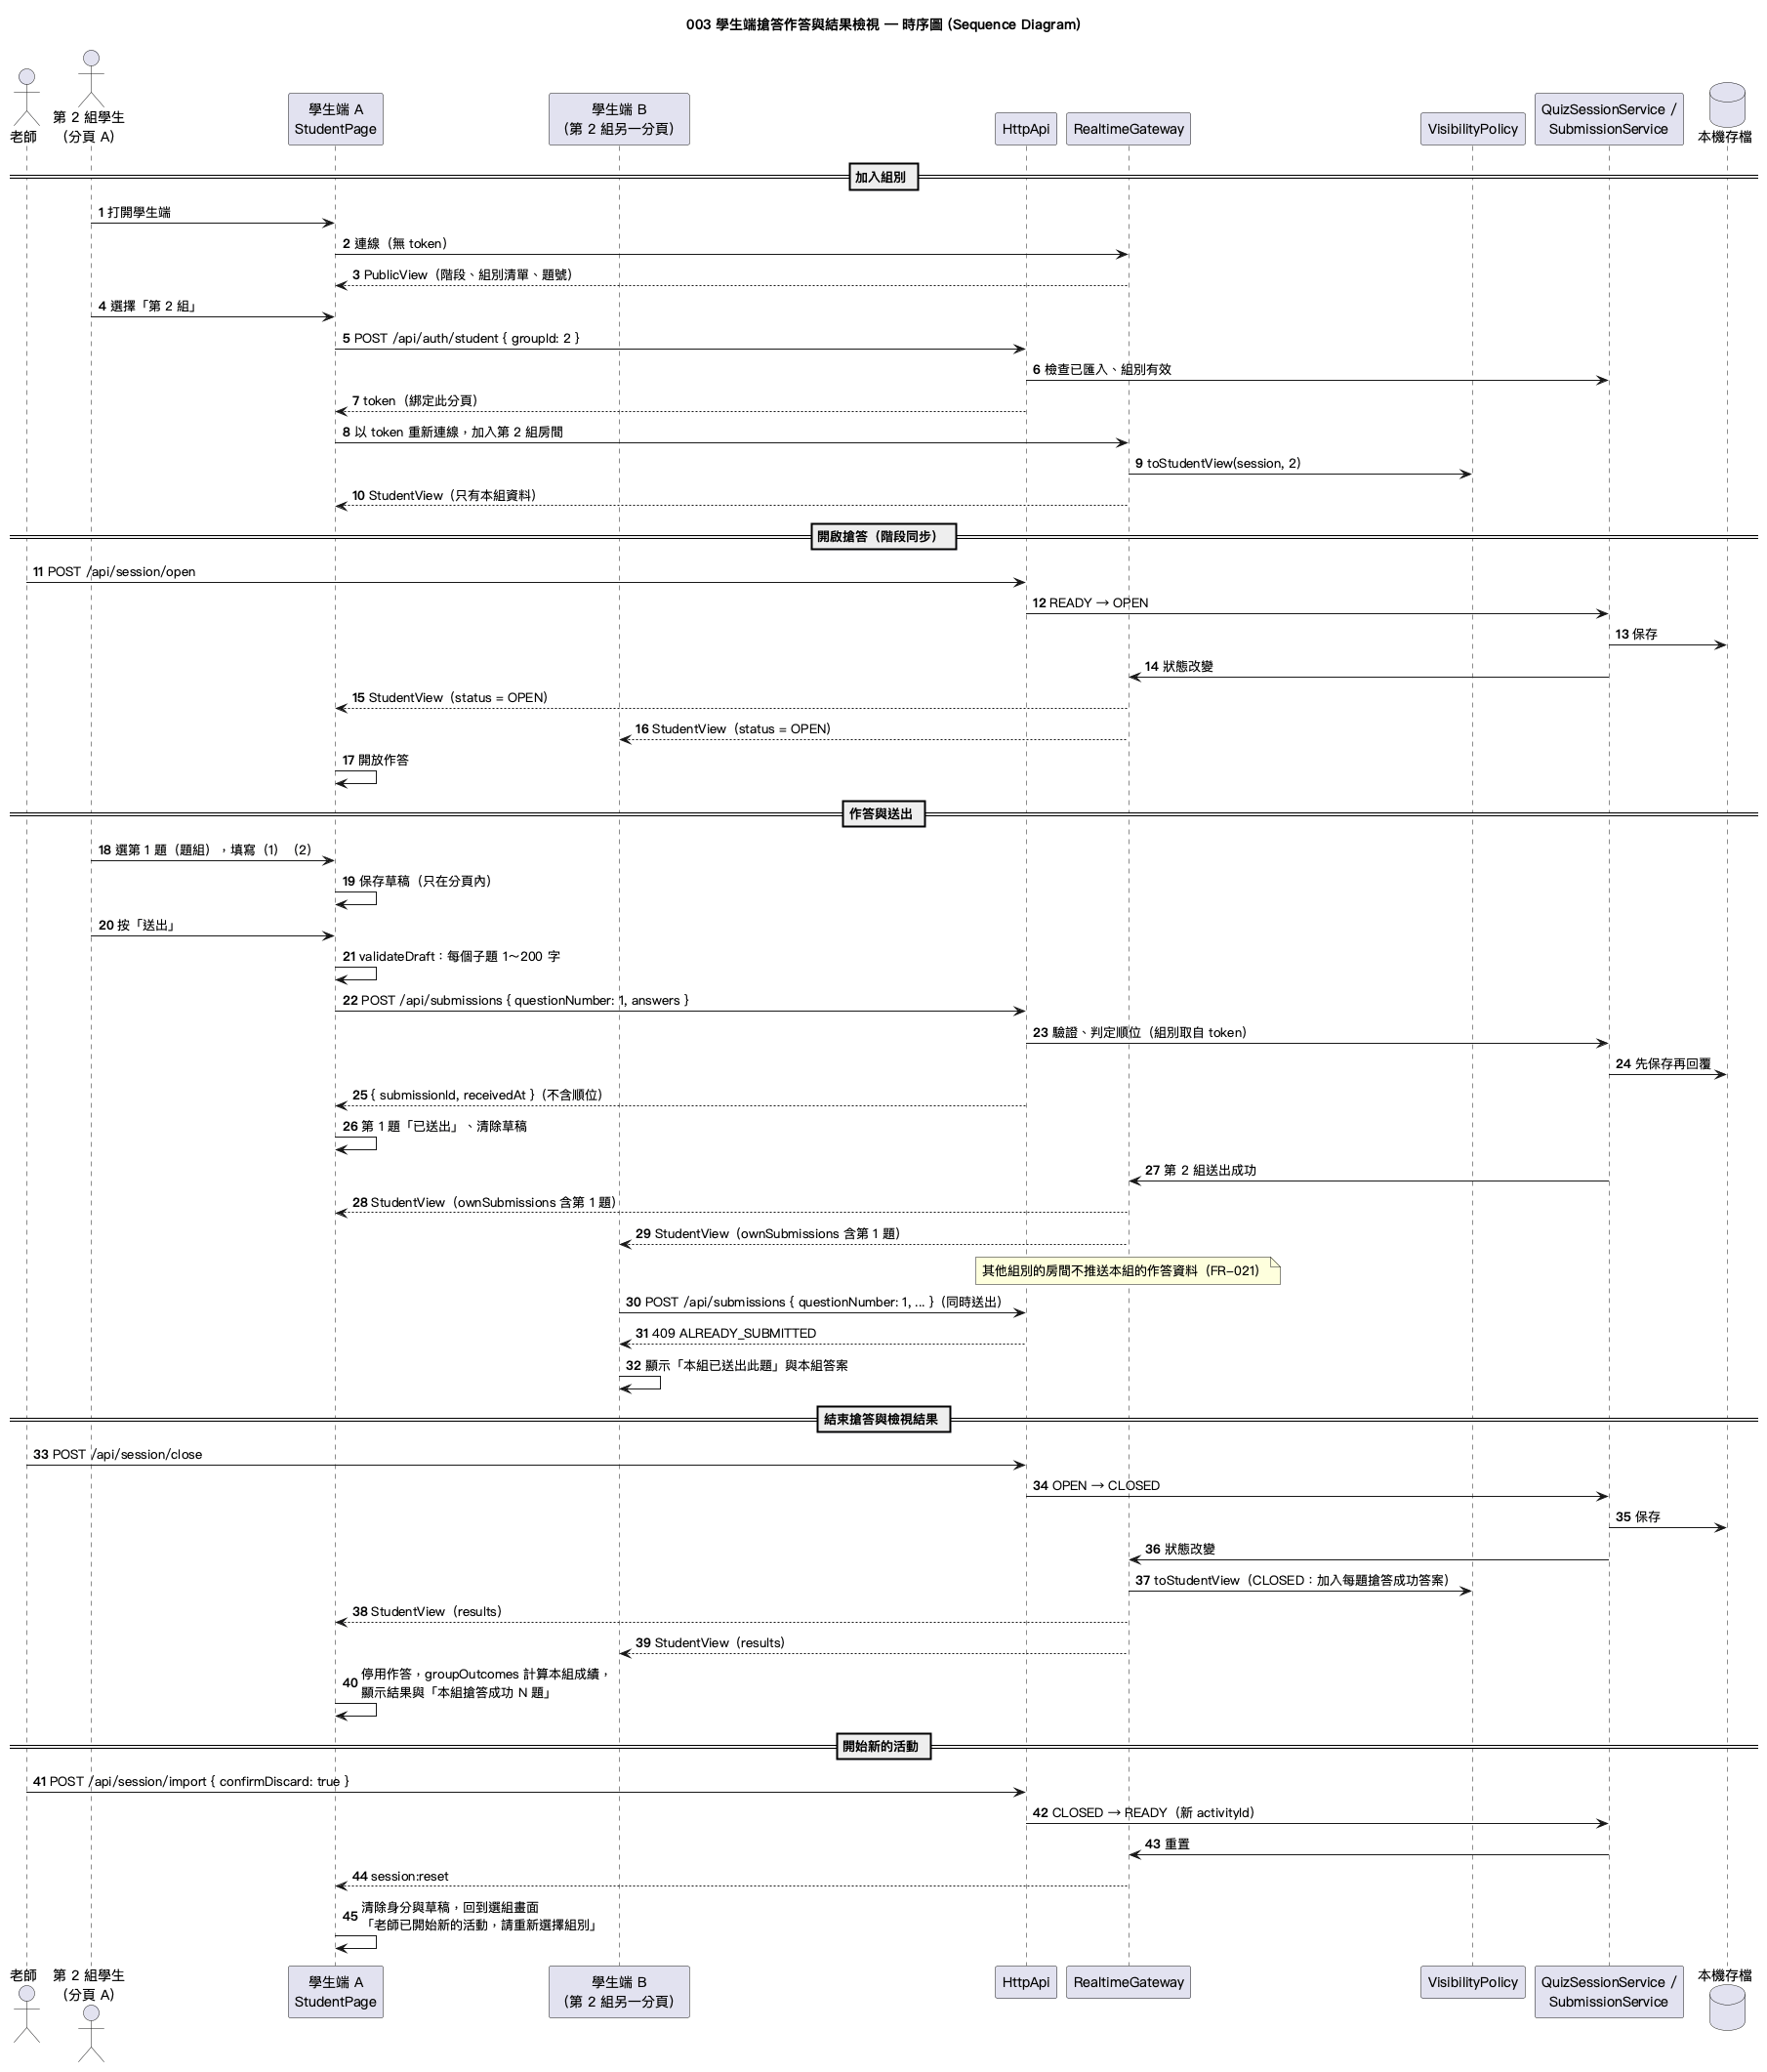 003 學生端搶答作答與結果檢視 — 時序圖 (Sequence Diagram)
老師
第 2 組學生
(分頁 A)
學生端 A
StudentPage
學生端 B
（第 2 組另一分頁）
HttpApi
RealtimeGateway
VisibilityPolicy
QuizSessionService /
SubmissionService
本機存檔
加入組別
1 打開學生端
2 連線（無 token）
3 PublicView（階段、組別清單、題號）
4 選擇「第 2 組」
5 POST /api/auth/student { groupId: 2 }
6 檢查已匯入、組別有效
7 token（綁定此分頁）
8 以 token 重新連線，加入第 2 組房間
9 toStudentView(session, 2)
10 StudentView（只有本組資料）
開啟搶答（階段同步）
11 POST /api/session/open
12 READY → OPEN
13 保存
14 狀態改變
15 StudentView（status = OPEN）
16 StudentView（status = OPEN）
17 開放作答
作答與送出
18 選第 1 題（題組），填寫（1）（2）
19 保存草稿（只在分頁內）
20 按「送出」
21 validateDraft：每個子題 1～200 字
22 POST /api/submissions { questionNumber: 1, answers }
23 驗證、判定順位（組別取自 token）
24 先保存再回覆
25 { submissionId, receivedAt }（不含順位）
26 第 1 題「已送出」、清除草稿
27 第 2 組送出成功
28 StudentView（ownSubmissions 含第 1 題）
29 StudentView（ownSubmissions 含第 1 題）
其他組別的房間不推送本組的作答資料（FR-021）
30 POST /api/submissions { questionNumber: 1, ... }（同時送出）
31 409 ALREADY_SUBMITTED
32 顯示「本組已送出此題」與本組答案
結束搶答與檢視結果
33 POST /api/session/close
34 OPEN → CLOSED
35 保存
36 狀態改變
37 toStudentView（CLOSED：加入每題搶答成功答案）
38 StudentView（results）
39 StudentView（results）
40 停用作答，groupOutcomes 計算本組成績，
顯示結果與「本組搶答成功 N 題」
開始新的活動
41 POST /api/session/import { confirmDiscard: true }
42 CLOSED → READY（新 activityId）
43 重置
44 session:reset
45 清除身分與草稿，回到選組畫面
「老師已開始新的活動，請重新選擇組別」
老師
第 2 組學生
(分頁 A)
學生端 A
StudentPage
學生端 B
（第 2 組另一分頁）
HttpApi
RealtimeGateway
VisibilityPolicy
QuizSessionService /
SubmissionService
本機存檔